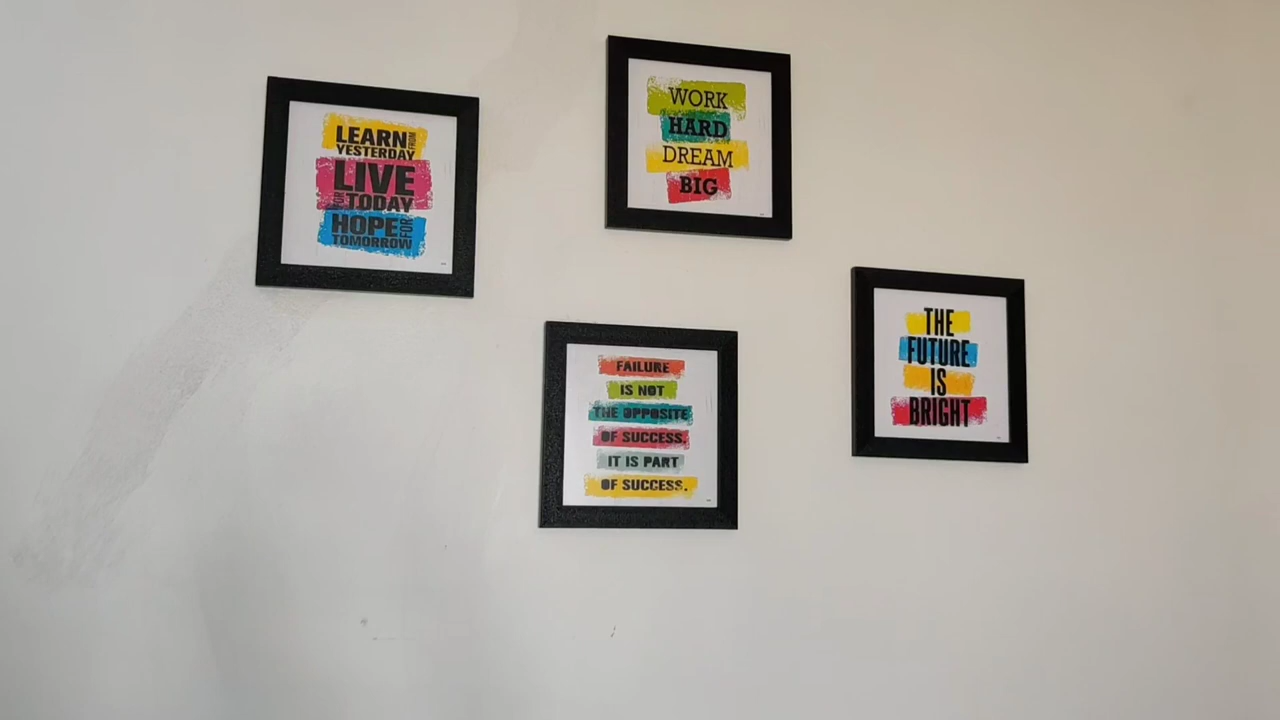 LEARN FROM
YESTERDAY
LIVE
FOR TODAY
HOPE FOR
TOMORROW
WORK
HARD
DREAM
BIG
FAILURE
IS NOT
THE OPPOSITE
OF SUCCESS.
IT IS PART
OF SUCCESS.
THE
FUTURE
IS
BRIGHT